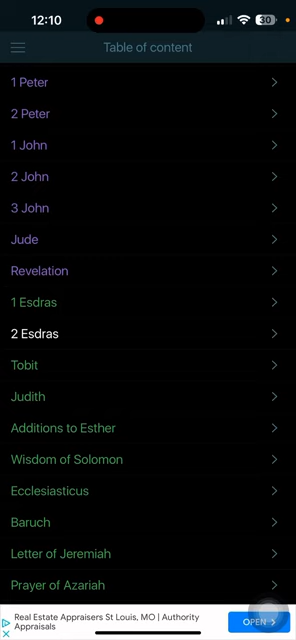 12:10
30
Table of content
1 Peter
2 Peter
1 John
2 John
3 John
Jude
Revelation
1 Esdras
2 Esdras
Tobit
Judith
Additions to Esther
Wisdom of Solomon
Ecclesiasticus
Baruch
Letter of Jeremiah
Prayer of Azariah
Real Estate Appraisers St Louis, MO | Authority
Appraisals
OPEN